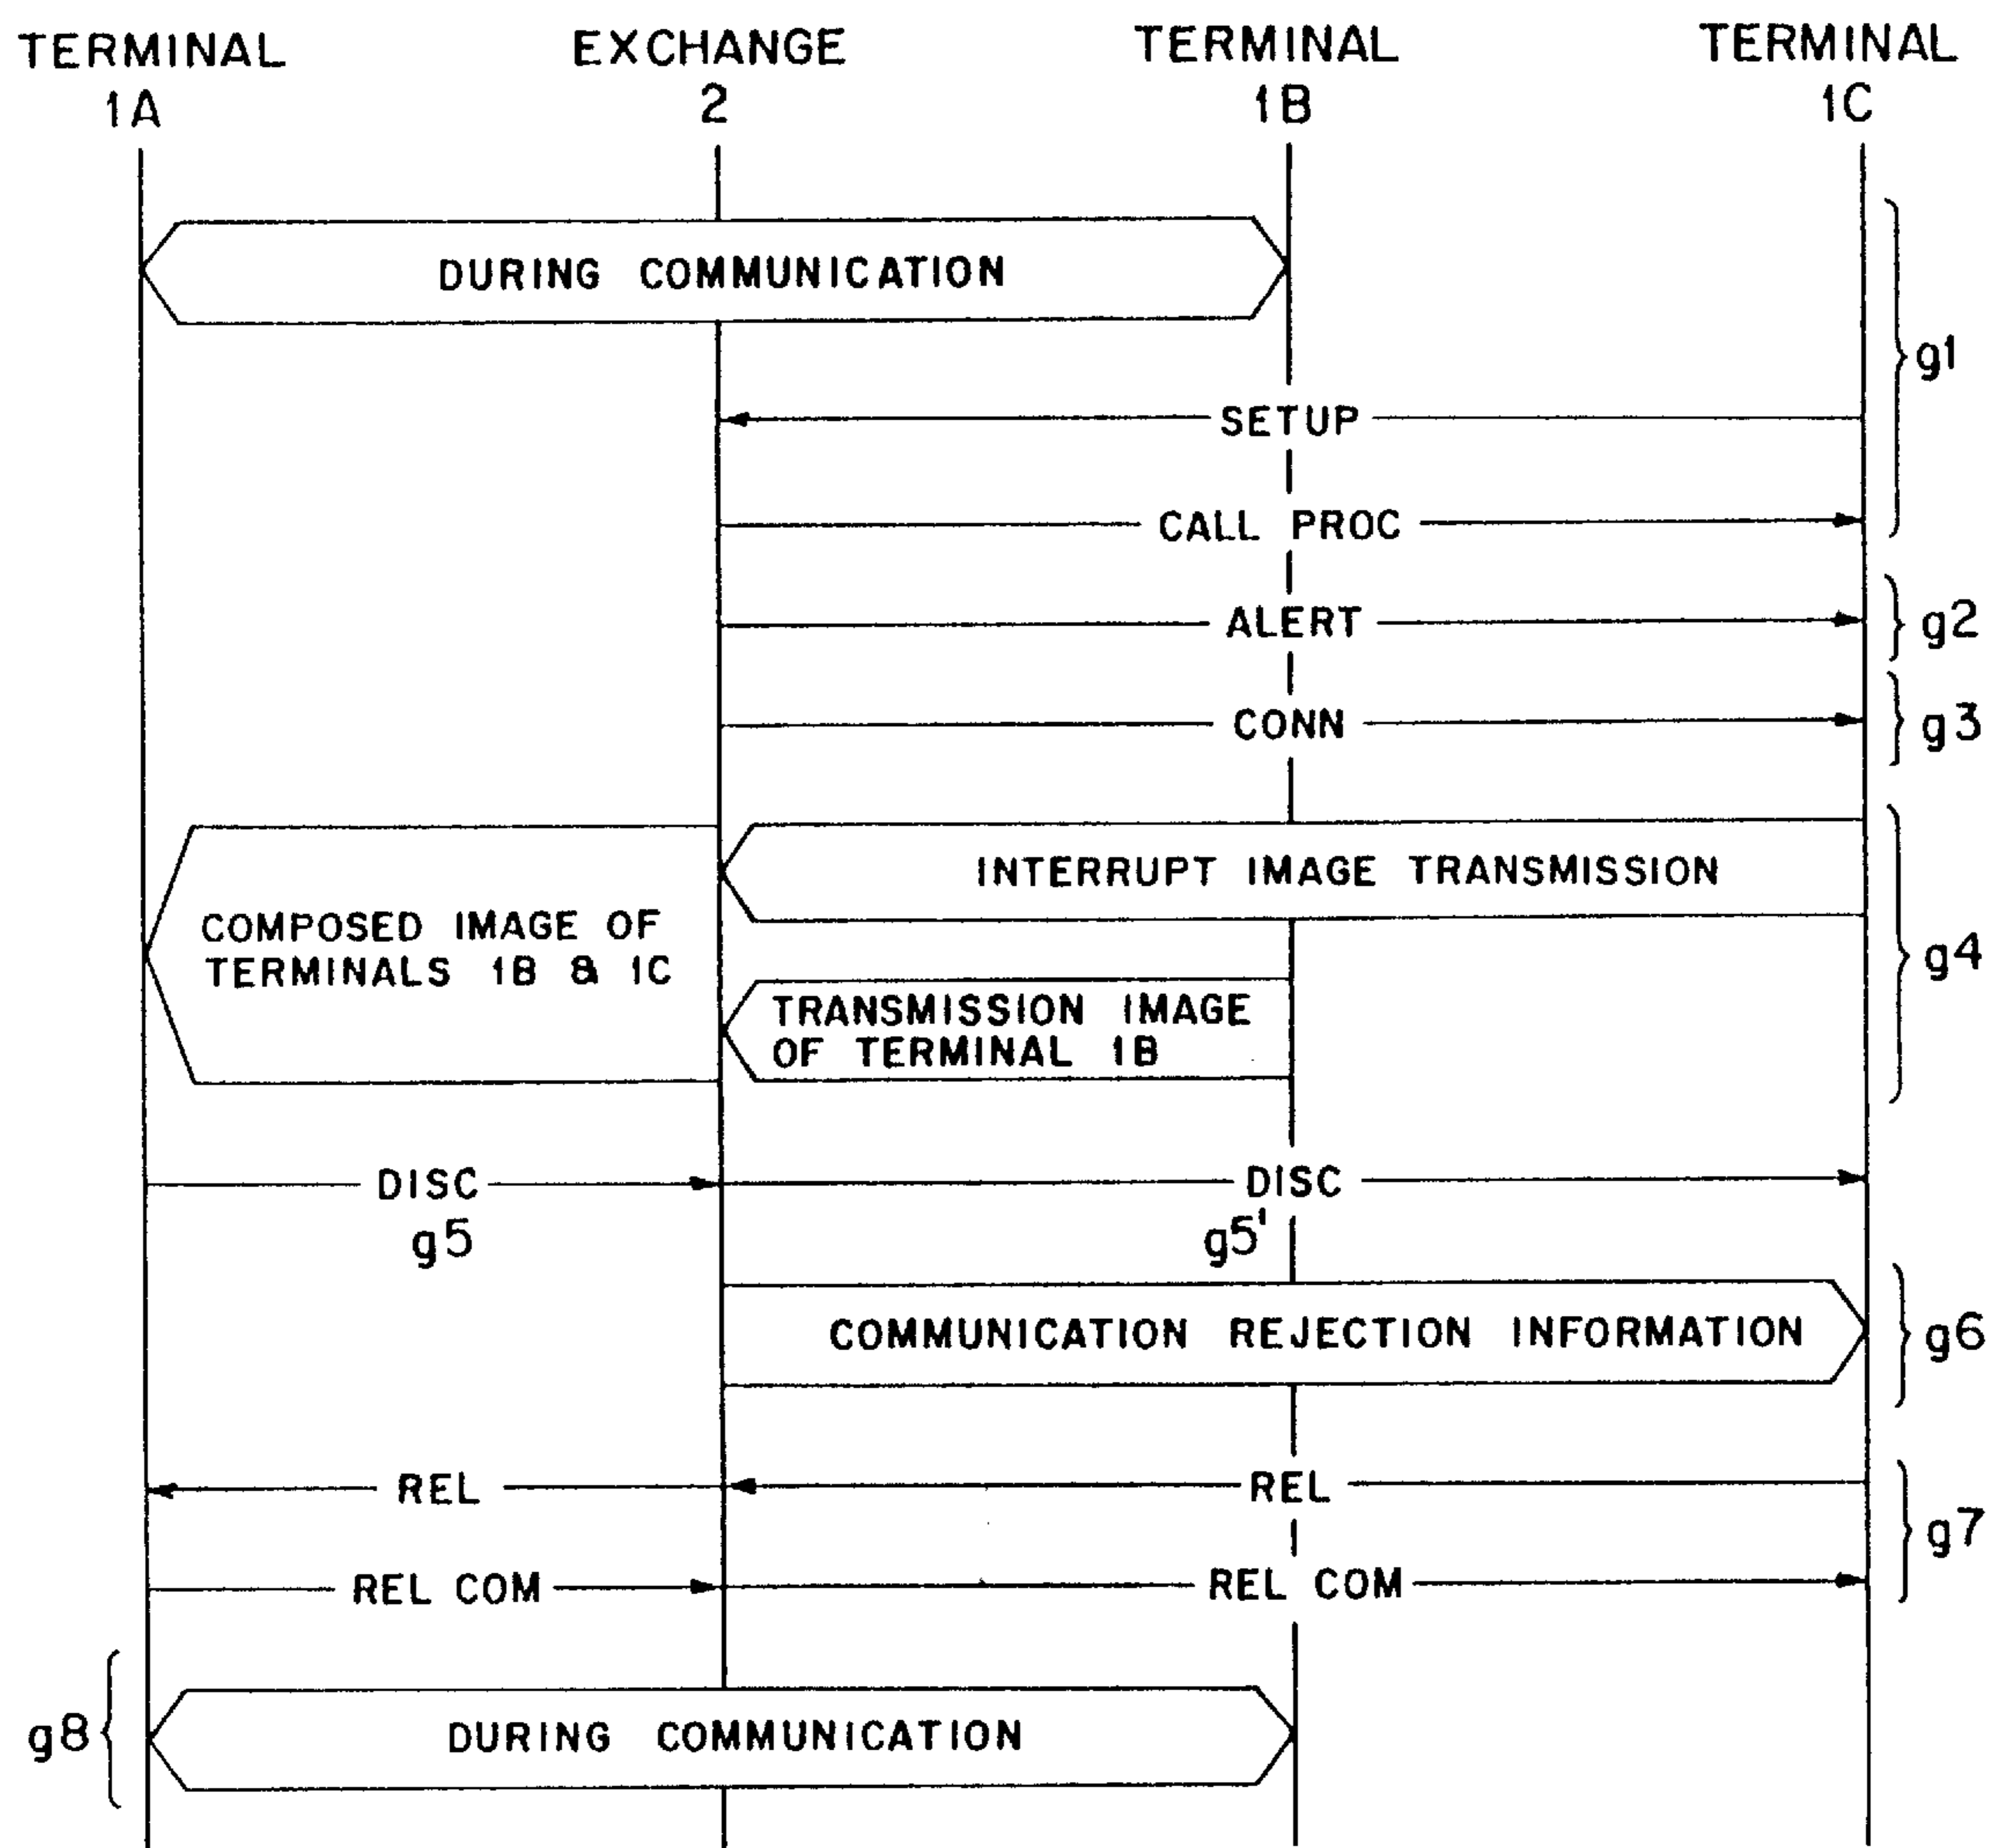 TERMINAL EXCHANGE TERMINAL TERMINAL
1A 2 1B 1C
DURING COMMUNICATION
g1
SETUP
CALL PROC
ALERT g2
CONN g3
INTERRUPT IMAGE TRANSMISSION
COMPOSED IMAGE OF
TERMINALS 1B & 1C
g4
TRANSMISSION IMAGE
OF TERMINAL 1B
DISC DISC
g5 g5'
COMMUNICATION REJECTION INFORMATION g6
REL REL
g7
REL COM REL COM
g8 DURING COMMUNICATION